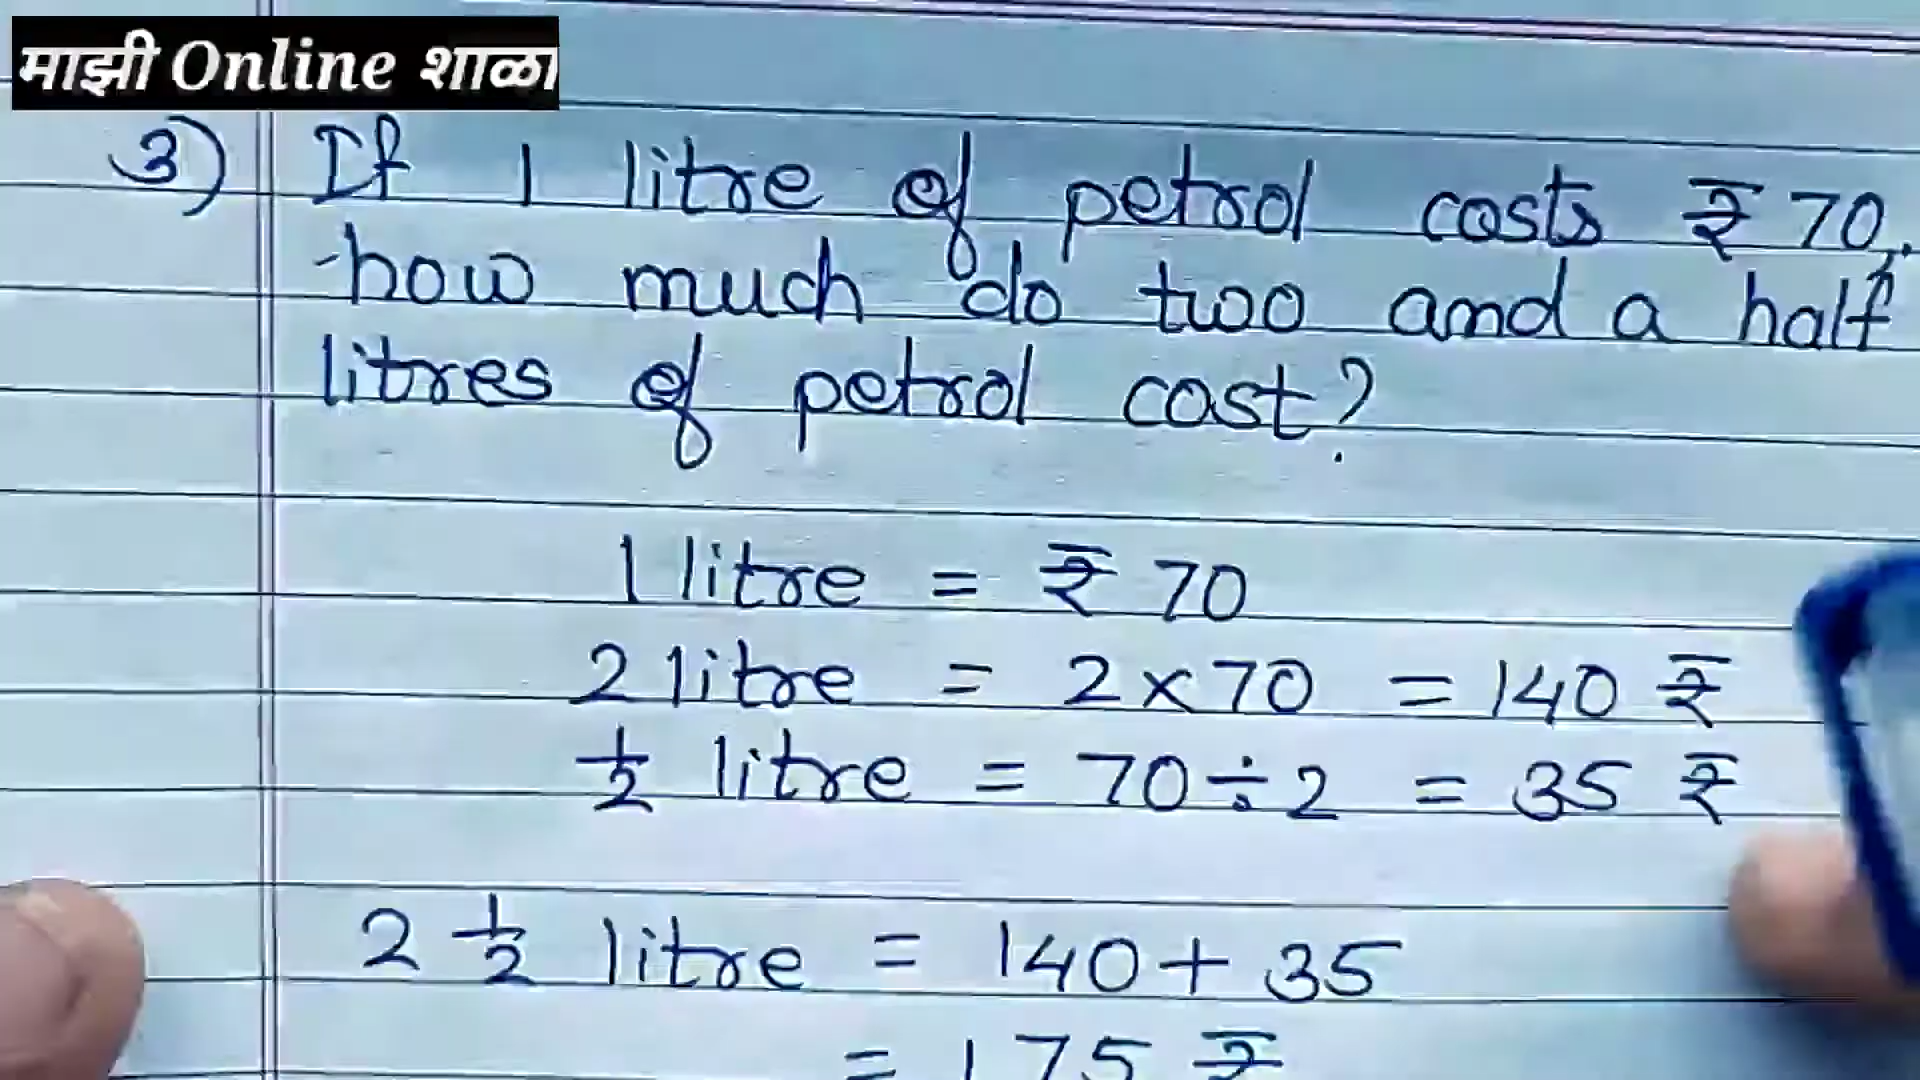 माझी Online शाळा
3) If 1 litre of petrol costs ₹ 70,
how much do two and a half
litres of petrol cost?
1 litre = ₹ 70
2 litre = 2 × 70 = 140 ₹
1/2 litre = 70 ÷ 2 = 35 ₹
2 1/2 litre = 140 + 35
= 175 ₹